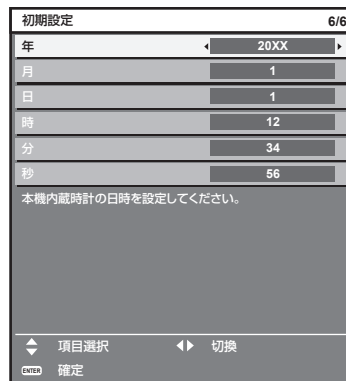 初期設定 6/6
年 20XX
月 1
日 1
時 12
分 34
秒 56
本機内蔵時計の日時を設定してください。
項目選択 切換
ENTER 確定